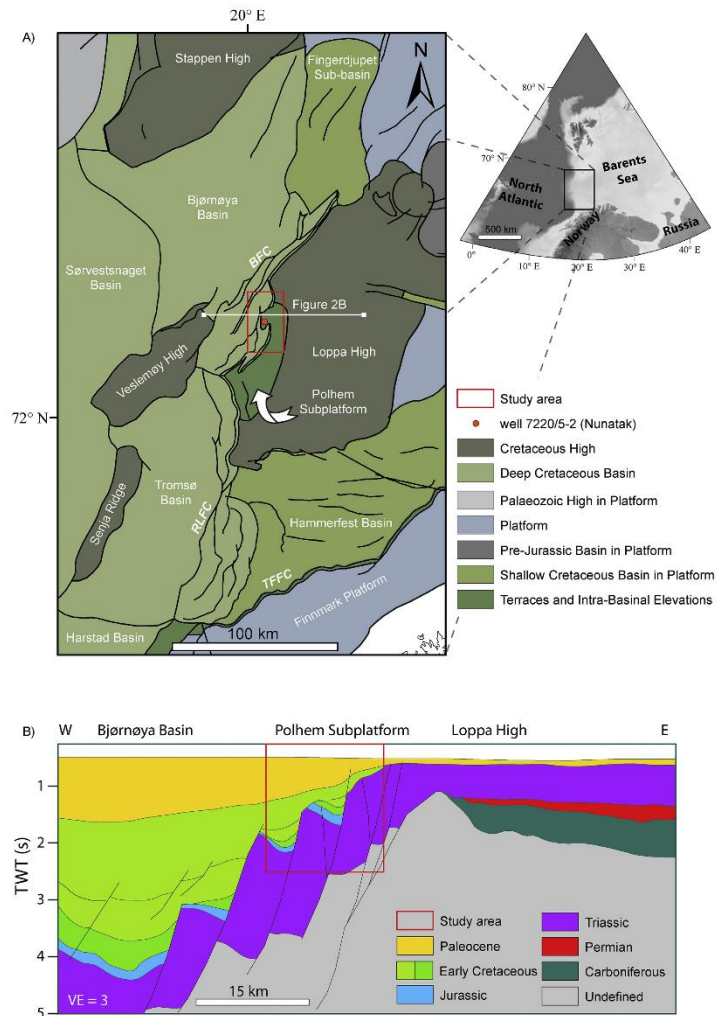 A)
20° E
Stappen High
Fingerdjupet
Sub-basin
N
80° N
70° N
Barents
Sea
North
Atlantic
Norway
Russia
500 km
0°
10° E
20° E
30° E
40° E
Bjørnøya
Basin
Sørvestsnaget
Basin
BFC
Figure 2B
Loppa High
Veslemøy High
Polhem
Subplatform
72° N
Tromsø
Basin
Senja Ridge
RLFC
Hammerfest Basin
TFFC
Finnmark Platform
Harstad Basin
100 km
Study area
well 7220/5-2 (Nunatak)
Cretaceous High
Deep Cretaceous Basin
Palaeozoic High in Platform
Platform
Pre-Jurassic Basin in Platform
Shallow Cretaceous Basin in Platform
Terraces and Intra-Basinal Elevations
B)
W
Bjørnøya Basin
Polhem Subplatform
Loppa High
E
TWT (s)
1
2
3
4
5
VE = 3
15 km
Study area
Paleocene
Early Cretaceous
Jurassic
Triassic
Permian
Carboniferous
Undefined